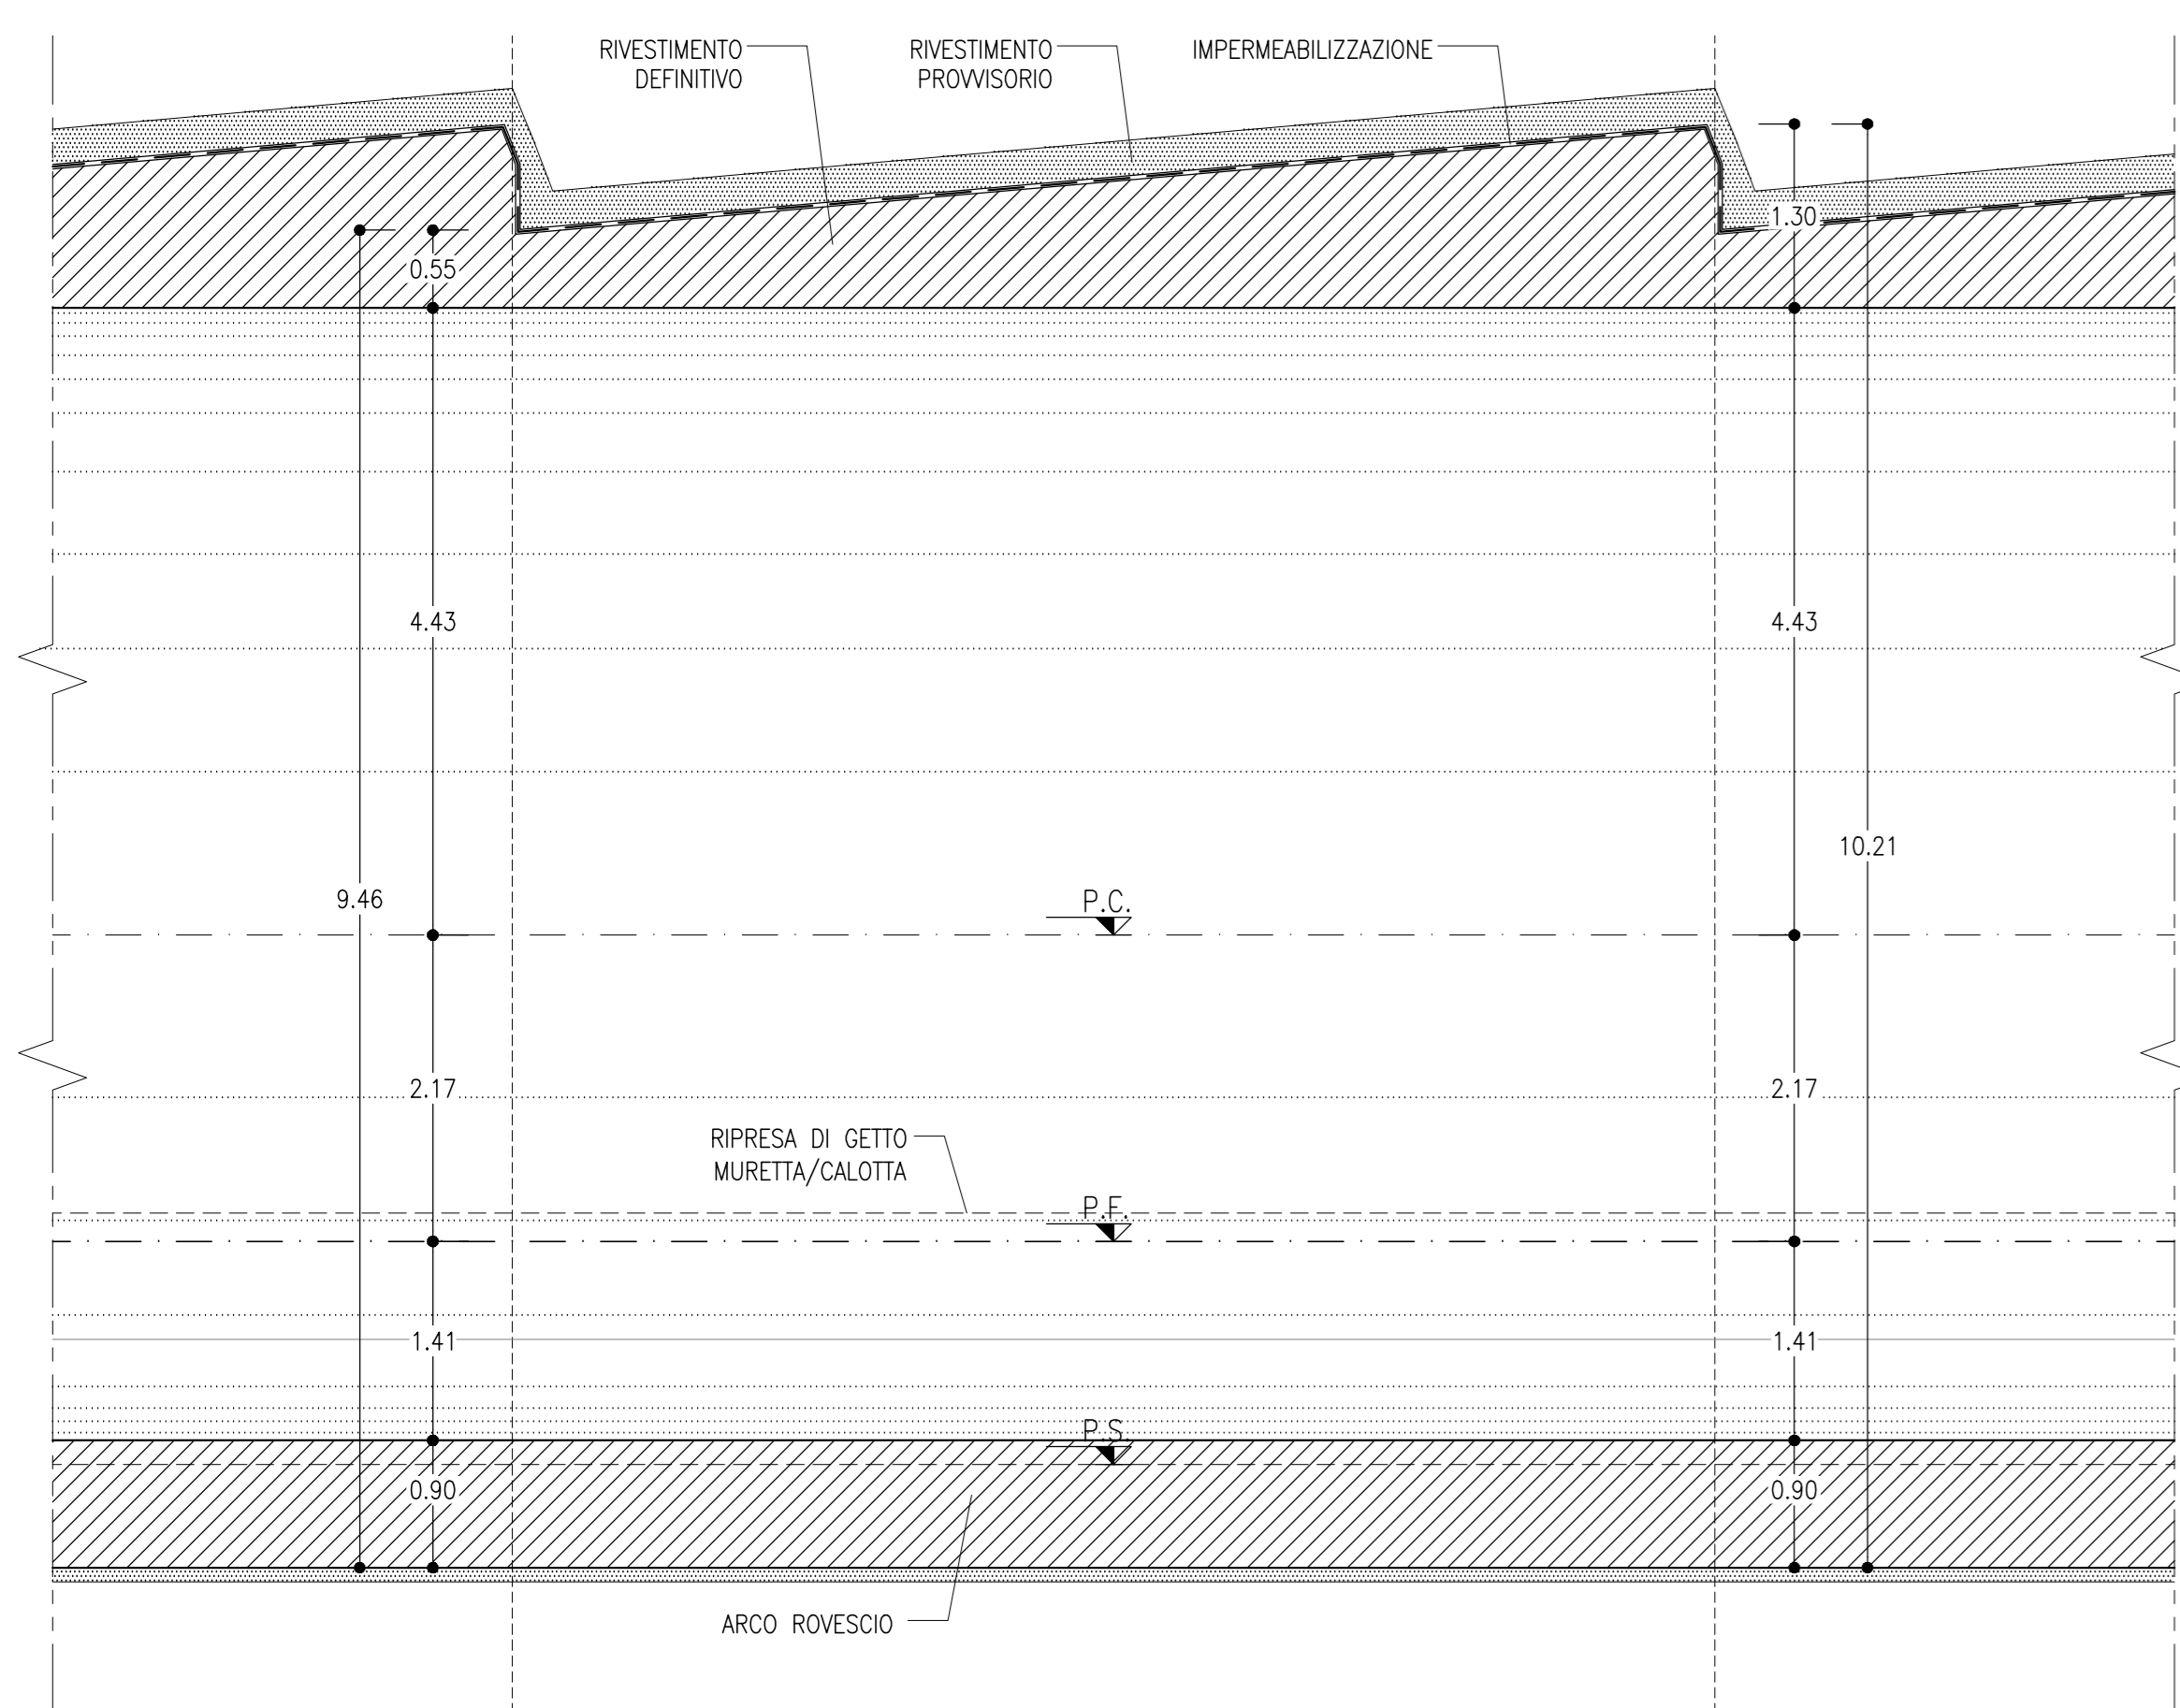 RIVESTIMENTO
DEFINITIVO
RIVESTIMENTO
PROVVISORIO
IMPERMEABILIZZAZIONE
1.30
0.55
4.43
4.43
10.21
9.46
P.C.
2.17
2.17
RIPRESA DI GETTO
MURETTA/CALOTTA
P.F.
1.41
1.41
P.S.
0.90
0.90
ARCO ROVESCIO